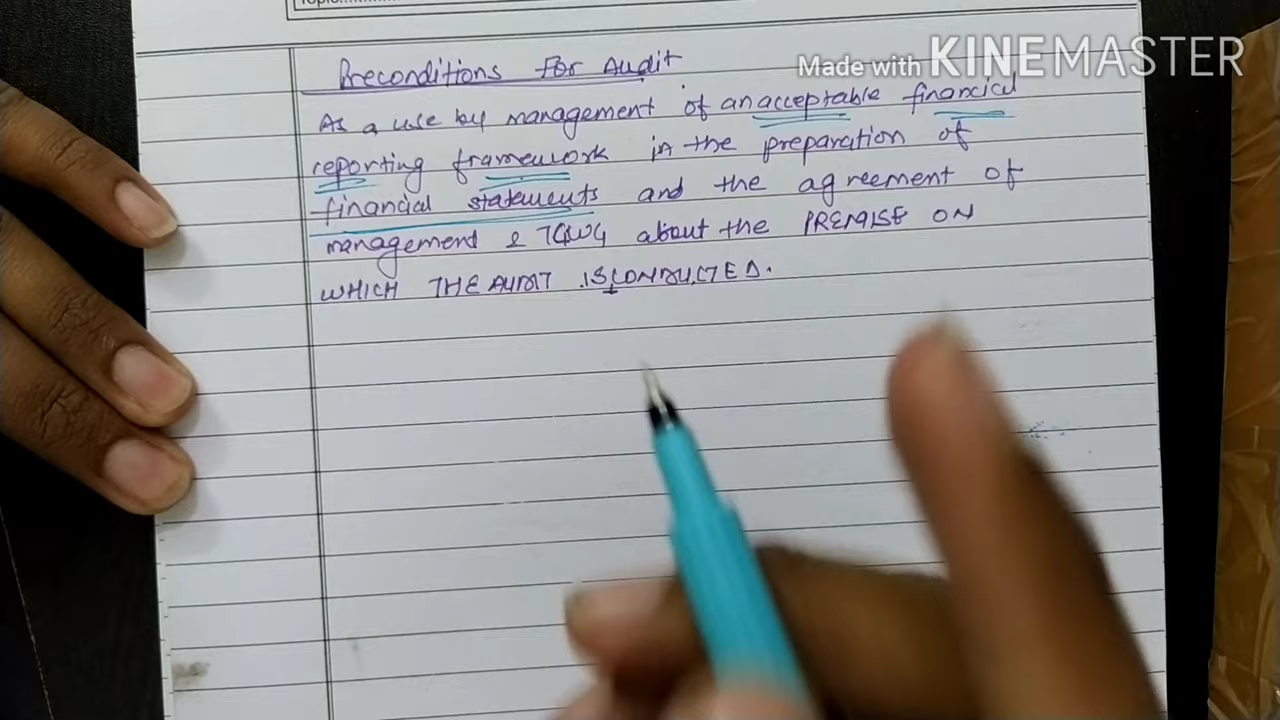 Made with KINEMASTER
Preconditions for Audit
As a use by management of an acceptable financial
reporting framework in the preparation of
financial statements and the agreement of
management & TCWG about the PREMISE ON
WHICH THE AUDIT IS CONDUCTED.